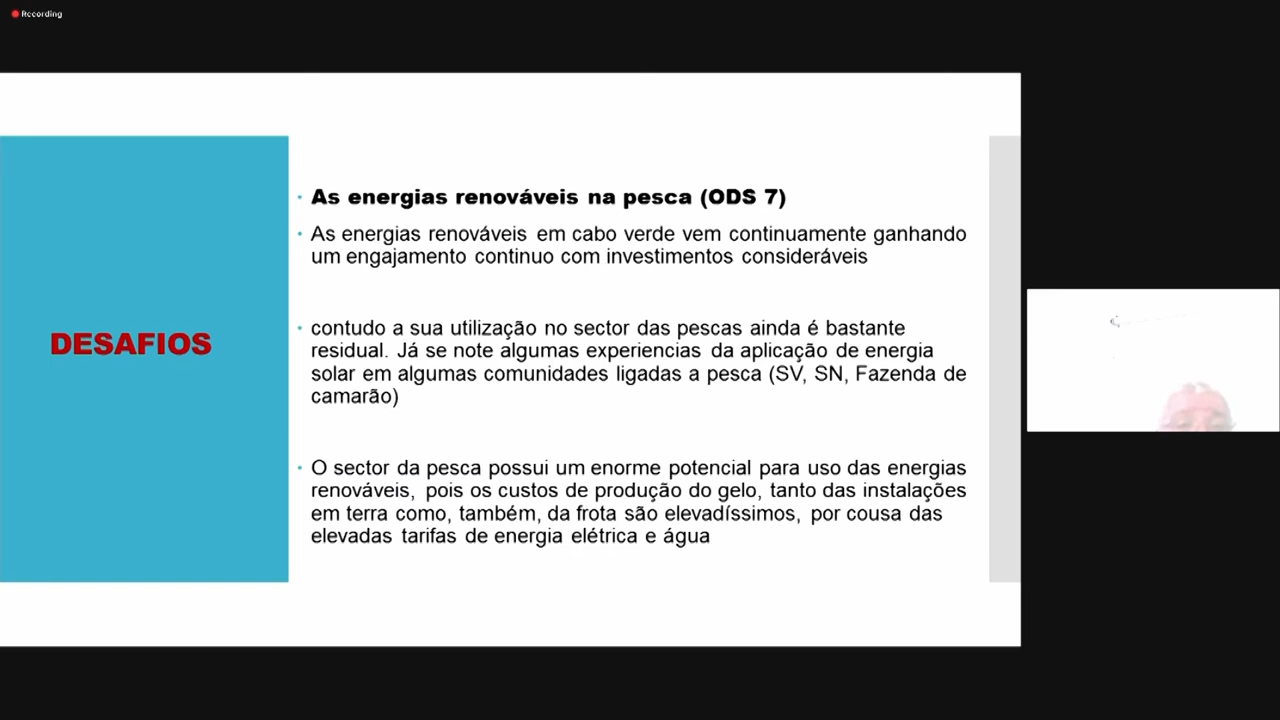 Recording
DESAFIOS
As energias renováveis na pesca (ODS 7)
As energias renováveis em cabo verde vem continuamente ganhando
um engajamento continuo com investimentos consideráveis
contudo a sua utilização no sector das pescas ainda é bastante
residual. Já se note algumas experiencias da aplicação de energia
solar em algumas comunidades ligadas a pesca (SV, SN, Fazenda de
camarão)
O sector da pesca possui um enorme potencial para uso das energias
renováveis, pois os custos de produção do gelo, tanto das instalações
em terra como, também, da frota são elevadíssimos, por cousa das
elevadas tarifas de energia elétrica e água